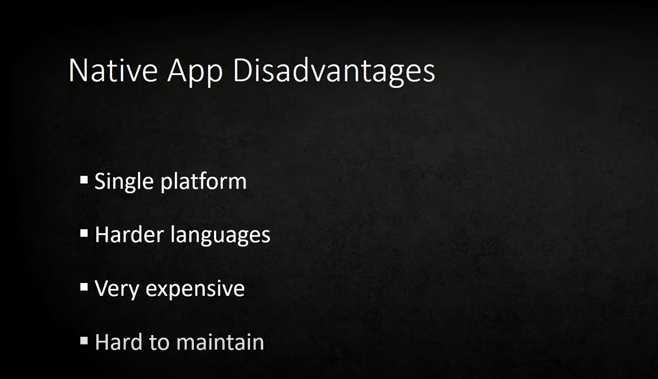 Native App Disadvantages
▪ Single platform
▪ Harder languages
▪ Very expensive
▪ Hard to maintain